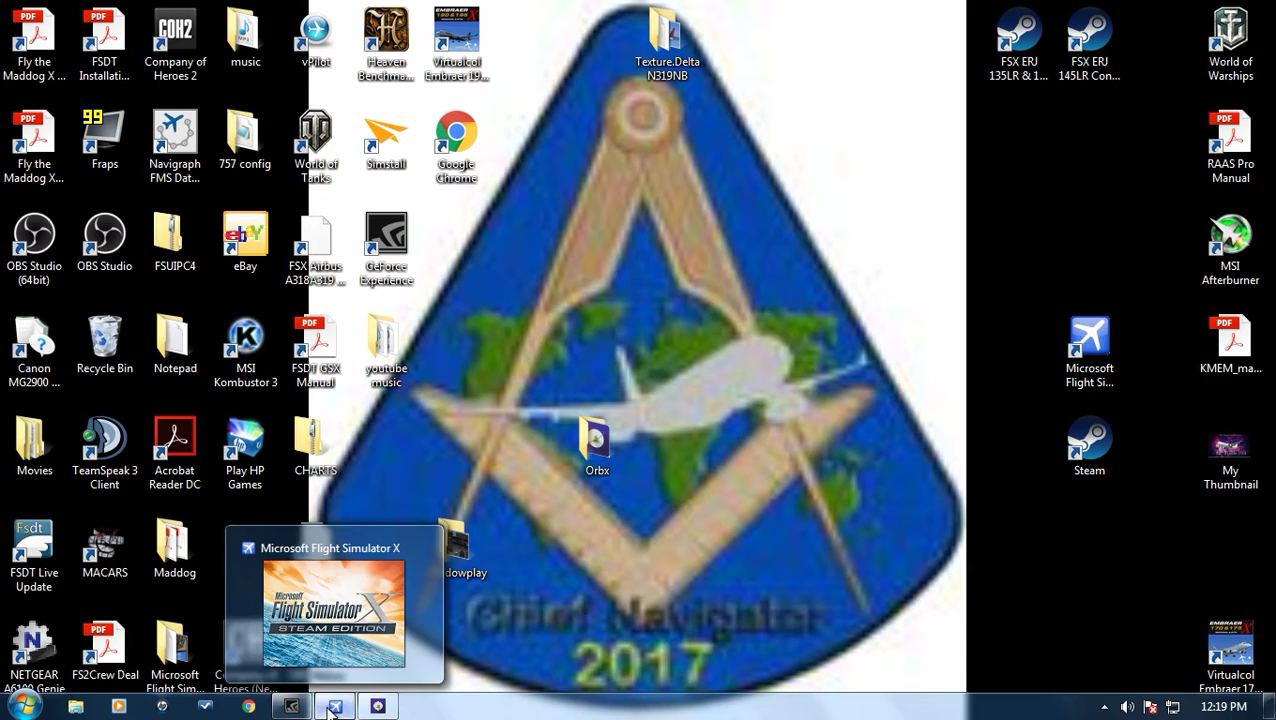 Fly the
Maddog X ...
FSDT
Installati...
COH2
Company of
Heroes 2
music
vPilot
Heaven
Benchma...
EMBRAER X
Virtualcol
Embraer 19...
Texture.Delta
N319NB
FSX ERJ
FSX ERJ
World of
Warships
Fly the
Maddog X...
99
Fraps
Navigraph
FMS Dat...
757 config
World of
Tanks
Simstall
Google
Chrome
RAAS Pro
Manual
OBS Studio
(64bit)
OBS Studio
FSUIPC4
eBay
FSX Airbus
A318A319 ...
GeForce
Experience
MSI
Afterburner
Canon
MG2900 ...
Recycle Bin
Notepad
MSI
Kombustor 3
FSDT GSX
Manual
youtube
music
Microsoft
Flight Si...
KMEM_ma...
Movies
TeamSpeak 3
Client
Acrobat
Reader DC
Play HP
Games
CHARTS
Orbx
Steam
My
Thumbnail
Fsdt
FSDT Live
Update
MACARS
Maddog
Microsoft Flight Simulator X
Microsoft
Flight Simulator X
STEAM EDITION
dowplay
2017
NETGEAR
A6100 Genie
FS2Crew Deal
Microsoft
Flight Sim...
Virtualcol
Embraer 17...
12:19 PM